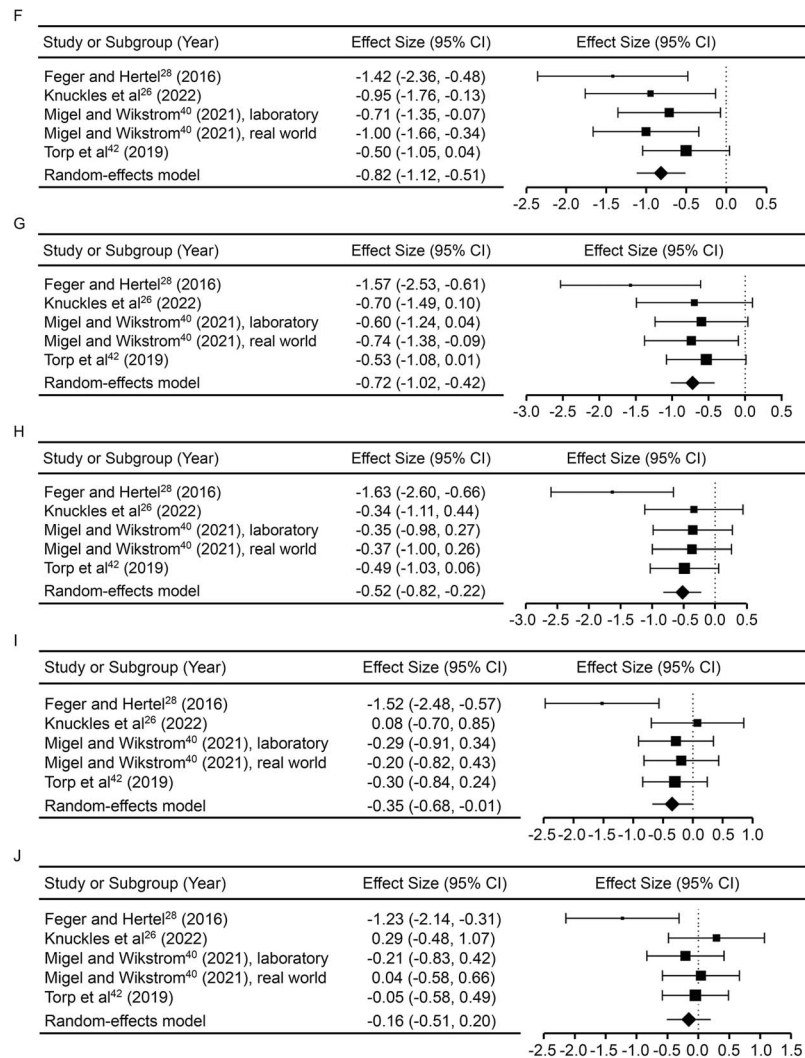 F
Study or Subgroup (Year) Effect Size (95% CI) Effect Size (95% CI)
Feger and Hertel²⁸ (2016) -1.42 (-2.36, -0.48)
Knuckles et al²⁶ (2022) -0.95 (-1.76, -0.13)
Migel and Wikstrom⁴⁰ (2021), laboratory -0.71 (-1.35, -0.07)
Migel and Wikstrom⁴⁰ (2021), real world -1.00 (-1.66, -0.34)
Torp et al⁴² (2019) -0.50 (-1.05, 0.04)
Random-effects model -0.82 (-1.12, -0.51)
-2.5 -2.0 -1.5 -1.0 -0.5 0.0 0.5
G
Study or Subgroup (Year) Effect Size (95% CI) Effect Size (95% CI)
Feger and Hertel²⁸ (2016) -1.57 (-2.53, -0.61)
Knuckles et al²⁶ (2022) -0.70 (-1.49, 0.10)
Migel and Wikstrom⁴⁰ (2021), laboratory -0.60 (-1.24, 0.04)
Migel and Wikstrom⁴⁰ (2021), real world -0.74 (-1.38, -0.09)
Torp et al⁴² (2019) -0.53 (-1.08, 0.01)
Random-effects model -0.72 (-1.02, -0.42)
-3.0 -2.5 -2.0 -1.5 -1.0 -0.5 0.0 0.5
H
Study or Subgroup (Year) Effect Size (95% CI) Effect Size (95% CI)
Feger and Hertel²⁸ (2016) -1.63 (-2.60, -0.66)
Knuckles et al²⁶ (2022) -0.34 (-1.11, 0.44)
Migel and Wikstrom⁴⁰ (2021), laboratory -0.35 (-0.98, 0.27)
Migel and Wikstrom⁴⁰ (2021), real world -0.37 (-1.00, 0.26)
Torp et al⁴² (2019) -0.49 (-1.03, 0.06)
Random-effects model -0.52 (-0.82, -0.22)
-3.0 -2.5 -2.0 -1.5 -1.0 -0.5 0.0 0.5
I
Study or Subgroup (Year) Effect Size (95% CI) Effect Size (95% CI)
Feger and Hertel²⁸ (2016) -1.52 (-2.48, -0.57)
Knuckles et al²⁶ (2022) 0.08 (-0.70, 0.85)
Migel and Wikstrom⁴⁰ (2021), laboratory -0.29 (-0.91, 0.34)
Migel and Wikstrom⁴⁰ (2021), real world -0.20 (-0.82, 0.43)
Torp et al⁴² (2019) -0.30 (-0.84, 0.24)
Random-effects model -0.35 (-0.68, -0.01)
-2.5 -2.0 -1.5 -1.0 -0.5 0.0 0.5 1.0
J
Study or Subgroup (Year) Effect Size (95% CI) Effect Size (95% CI)
Feger and Hertel²⁸ (2016) -1.23 (-2.14, -0.31)
Knuckles et al²⁶ (2022) 0.29 (-0.48, 1.07)
Migel and Wikstrom⁴⁰ (2021), laboratory -0.21 (-0.83, 0.42)
Migel and Wikstrom⁴⁰ (2021), real world 0.04 (-0.58, 0.66)
Torp et al⁴² (2019) -0.05 (-0.58, 0.49)
Random-effects model -0.16 (-0.51, 0.20)
-2.5 -2.0 -1.5 -1.0 -0.5 0.0 0.5 1.0 1.5